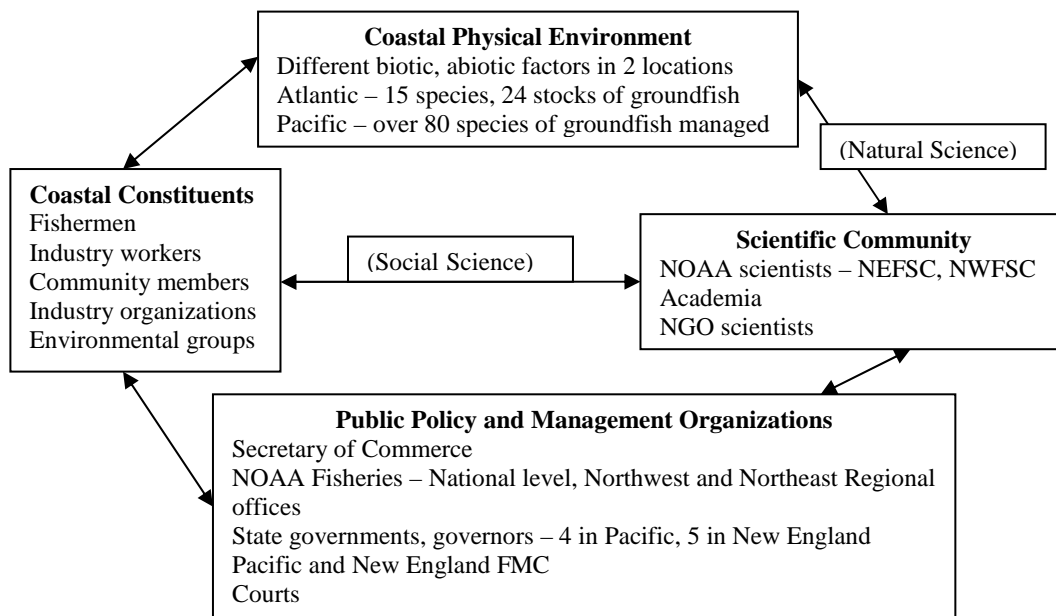 Coastal Physical Environment
Different biotic, abiotic factors in 2 locations
Atlantic – 15 species, 24 stocks of groundfish
Pacific – over 80 species of groundfish managed
(Natural Science)
Coastal Constituents
Fishermen
Industry workers
Community members
Industry organizations
Environmental groups
(Social Science)
Scientific Community
NOAA scientists – NEFSC, NWFSC
Academia
NGO scientists
Public Policy and Management Organizations
Secretary of Commerce
NOAA Fisheries – National level, Northwest and Northeast Regional
offices
State governments, governors – 4 in Pacific, 5 in New England
Pacific and New England FMC
Courts